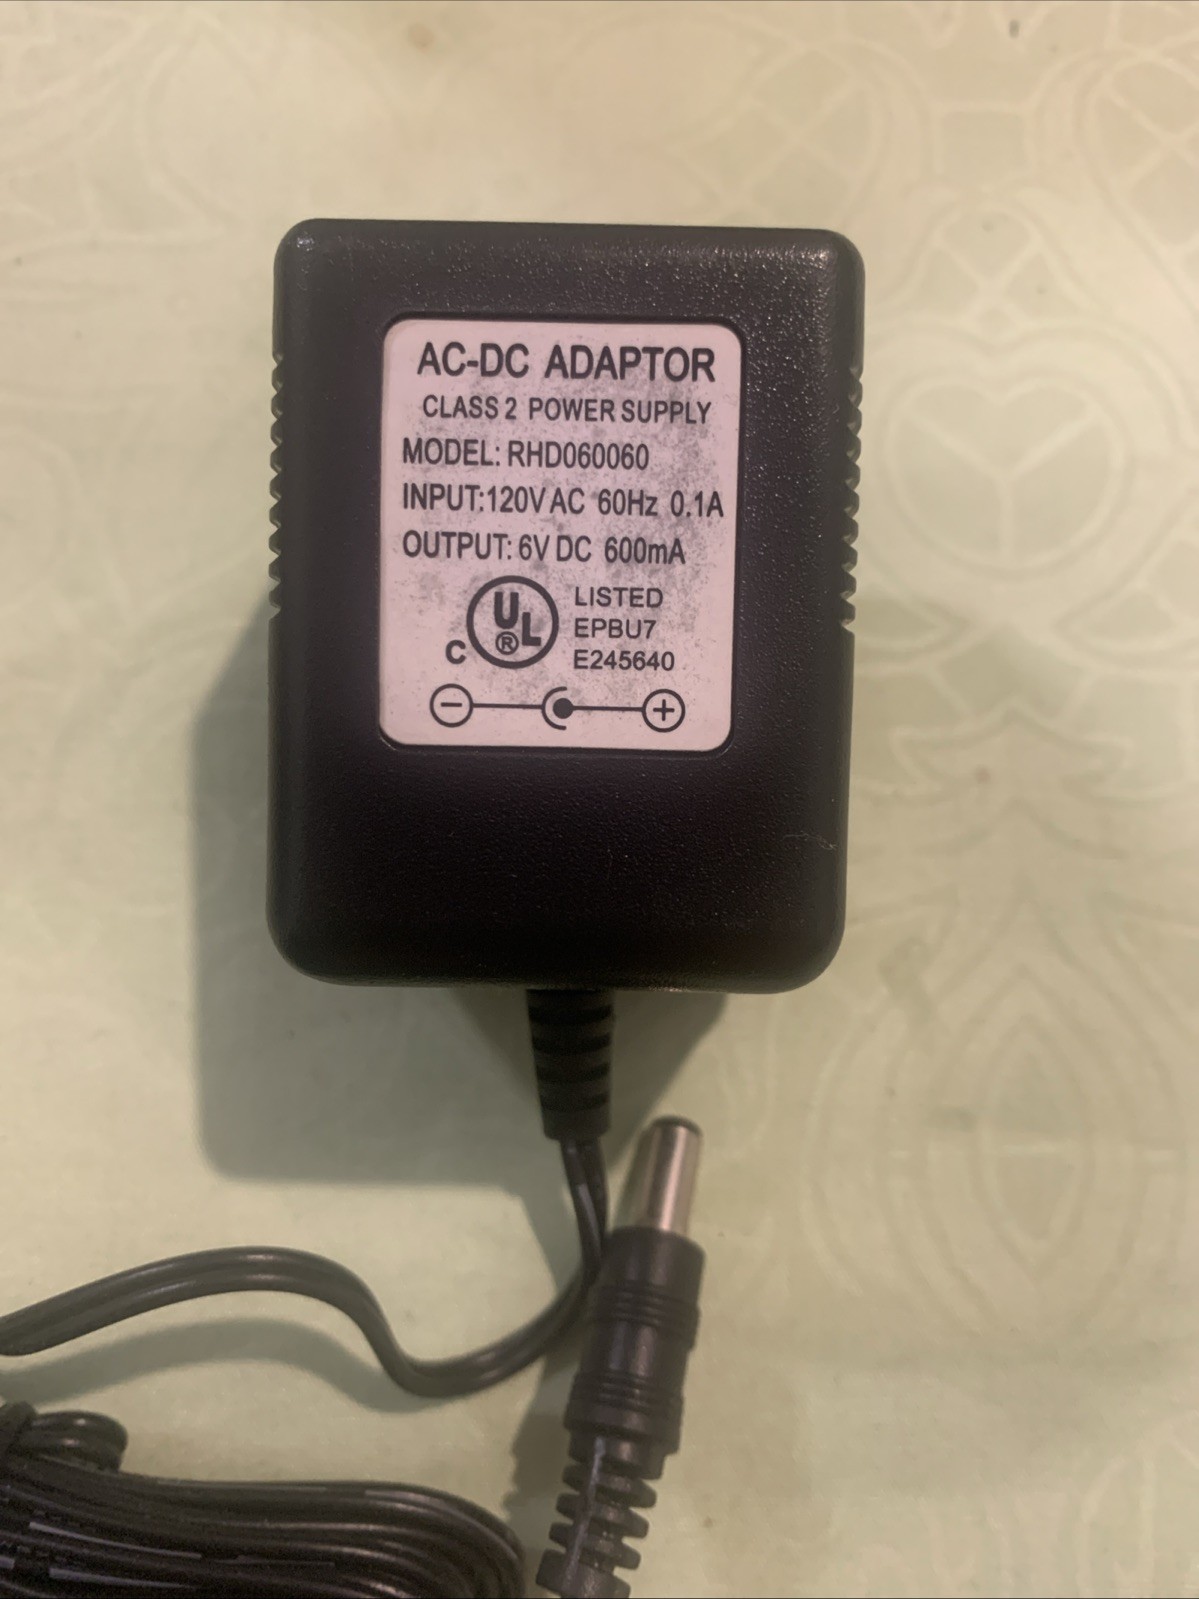 AC-DC ADAPTOR
CLASS 2 POWER SUPPLY
MODEL: RHD060060
INPUT:120V AC 60Hz 0.1A
OUTPUT: 6V DC 600mA
C UL ® LISTED
EPBU7
E245640
− +